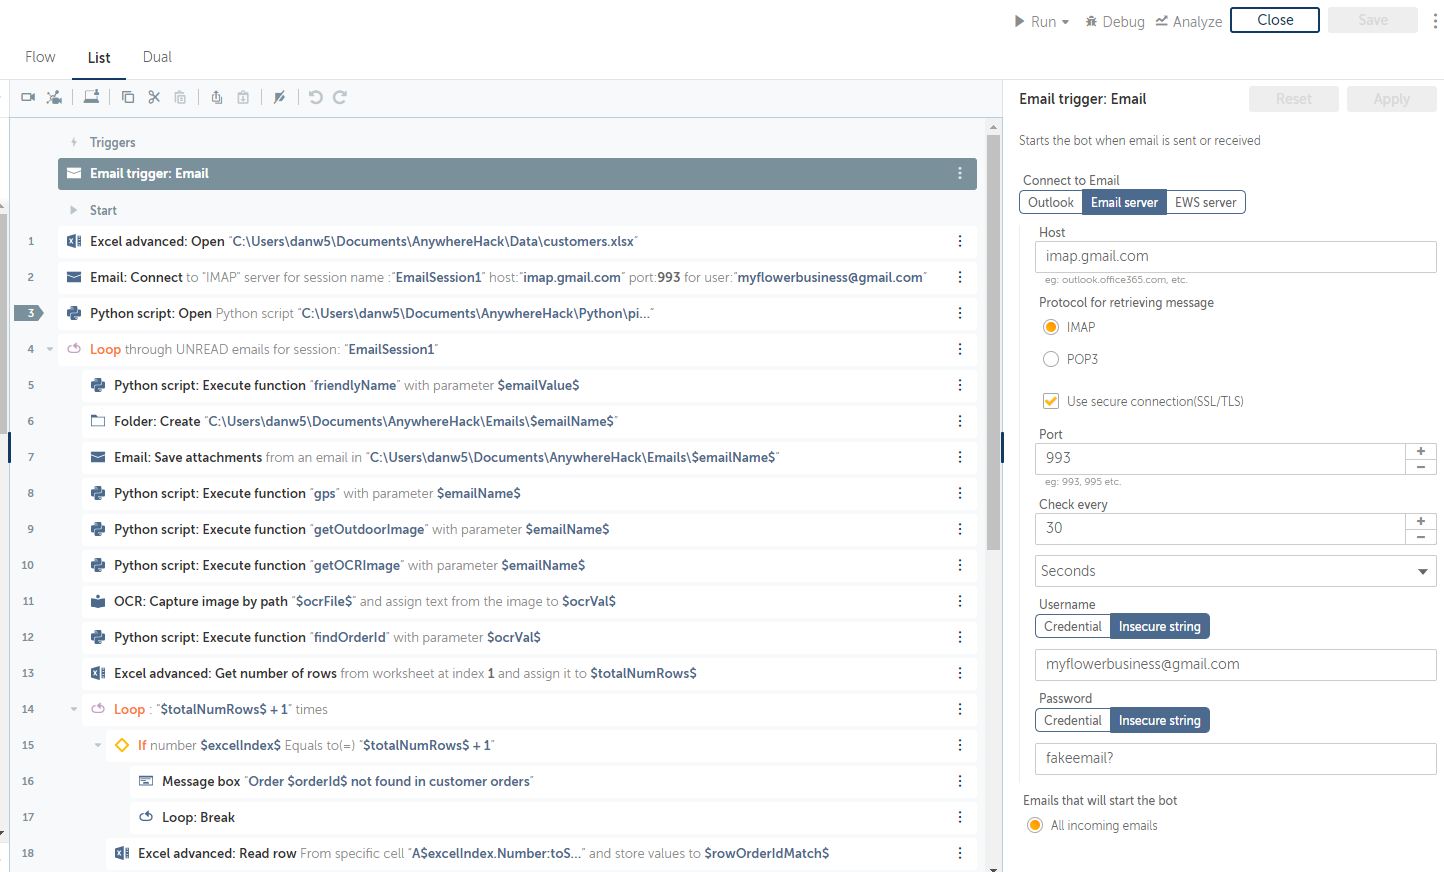 Run Debug Analyze Close Save
Flow List Dual
Email trigger: Email Reset Apply
Triggers
Email trigger: Email
Start
1 Excel advanced: Open "C:\Users\danw5\Documents\AnywhereHack\Data\customers.xlsx"
2 Email: Connect to "IMAP" server for session name :"EmailSession1" host:"imap.gmail.com" port:993 for user:"myflowerbusiness@gmail.com"
3 Python script: Open Python script "C:\Users\danw5\Documents\AnywhereHack\Python\pi..."
4 Loop through UNREAD emails for session: "EmailSession1"
5 Python script: Execute function "friendlyName" with parameter $emailValue$
6 Folder: Create "C:\Users\danw5\Documents\AnywhereHack\Emails\$emailName$"
7 Email: Save attachments from an email in "C:\Users\danw5\Documents\AnywhereHack\Emails\$emailName$"
8 Python script: Execute function "gps" with parameter $emailName$
9 Python script: Execute function "getOutdoorImage" with parameter $emailName$
10 Python script: Execute function "getOCRImage" with parameter $emailName$
11 OCR: Capture image by path "$ocrFile$" and assign text from the image to $ocrVal$
12 Python script: Execute function "findOrderId" with parameter $ocrVal$
13 Excel advanced: Get number of rows from worksheet at index 1 and assign it to $totalNumRows$
14 Loop : "$totalNumRows$ + 1" times
15 If number $excelIndex$ Equals to(=) "$totalNumRows$ + 1"
16 Message box "Order $orderId$ not found in customer orders"
17 Loop: Break
18 Excel advanced: Read row From specific cell "A$excelIndex.Number:toS..." and store values to $rowOrderIdMatch$
Starts the bot when email is sent or received
Connect to Email
Outlook Email server EWS server
Host
imap.gmail.com
eg: outlook.office365.com, etc.
Protocol for retrieving message
IMAP
POP3
Use secure connection(SSL/TLS)
Port
993
eg: 993, 995 etc.
Check every
30
Seconds
Username
Credential Insecure string
myflowerbusiness@gmail.com
Password
Credential Insecure string
fakeemail?
Emails that will start the bot
All incoming emails